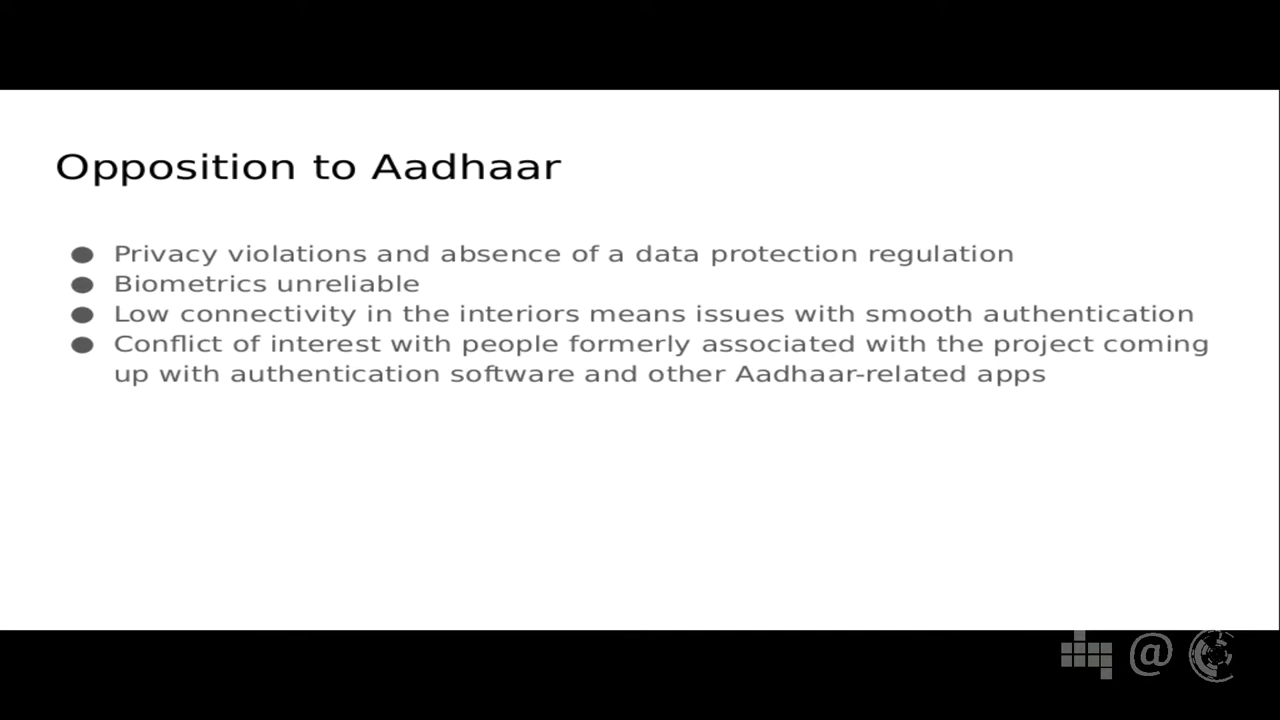 Opposition to Aadhaar
● Privacy violations and absence of a data protection regulation
● Biometrics unreliable
● Low connectivity in the interiors means issues with smooth authentication
● Conflict of interest with people formerly associated with the project coming
up with authentication software and other Aadhaar-related apps
@